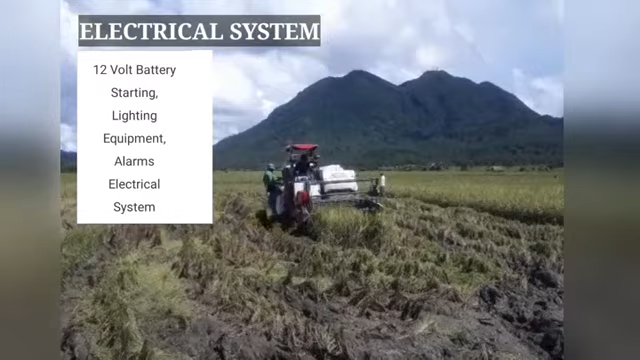 ELECTRICAL SYSTEM
12 Volt Battery
Starting,
Lighting
Equipment,
Alarms
Electrical
System